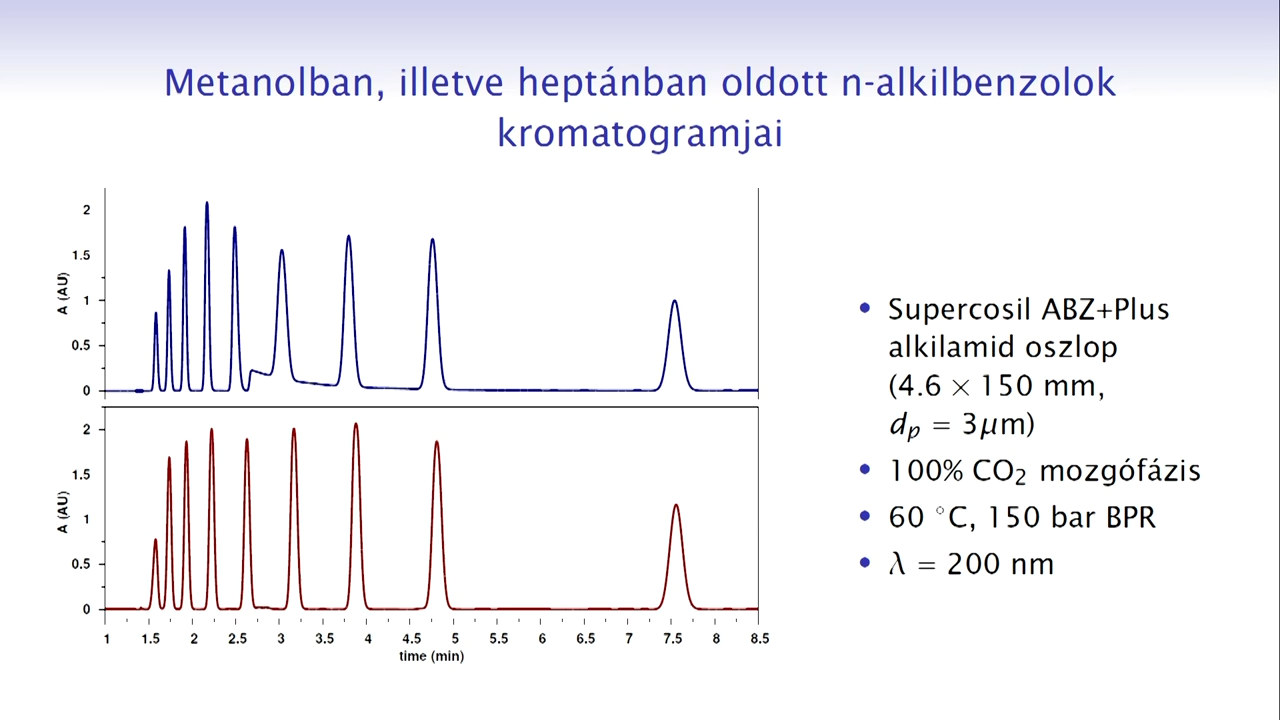 Metanolban, illetve heptánban oldott n-alkilbenzolok
kromatogramjai
2
1.5
1
0.5
0
A (AU)
2
1.5
1
0.5
0
A (AU)
1 1.5 2 2.5 3 3.5 4 4.5 5 5.5 6 6.5 7 7.5 8 8.5
time (min)
• Supercosil ABZ+Plus
alkilamid oszlop
(4.6 × 150 mm,
dₚ = 3μm)
• 100% CO₂ mozgófázis
• 60 °C, 150 bar BPR
• λ = 200 nm